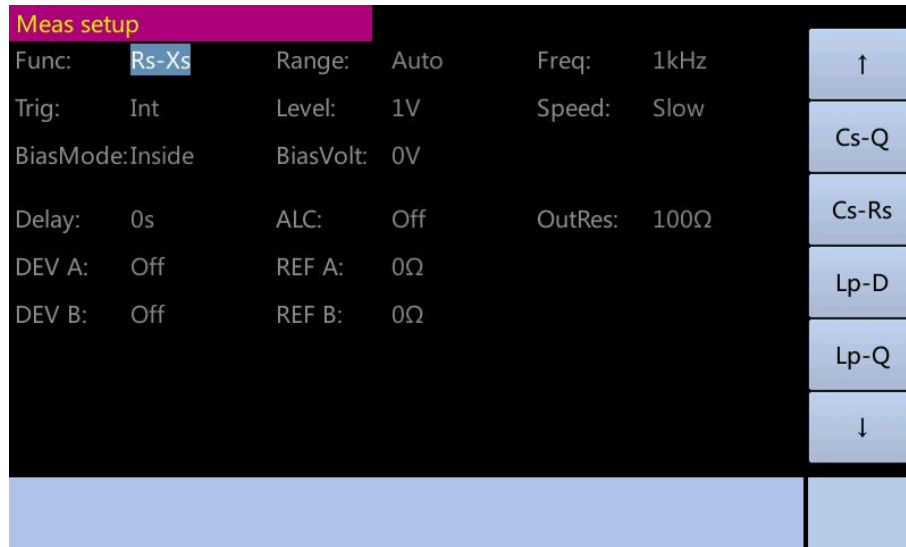 Meas setup
Func: Rs-Xs Range: Auto Freq: 1kHz
Trig: Int Level: 1V Speed: Slow
BiasMode: Inside BiasVolt: 0V
Delay: 0s ALC: Off OutRes: 100Ω
DEV A: Off REF A: 0Ω
DEV B: Off REF B: 0Ω
↑
Cs-Q
Cs-Rs
Lp-D
Lp-Q
↓